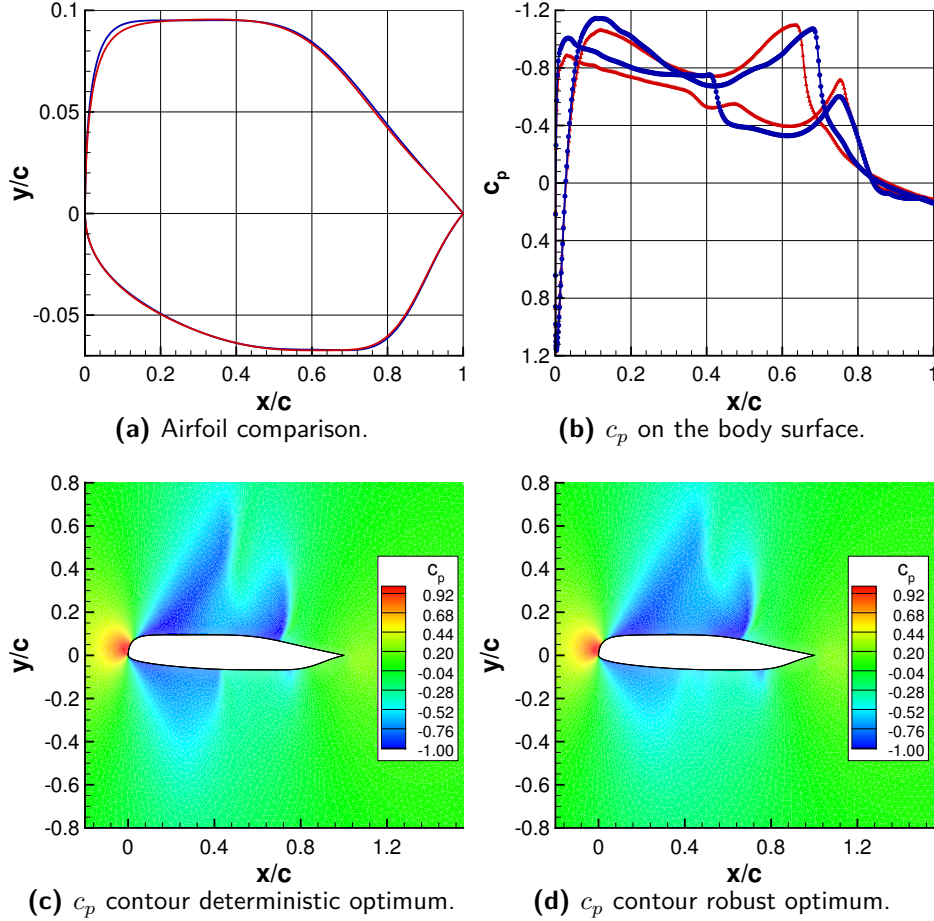 y/c
0.1
0.05
0
-0.05
0 0.2 0.4 0.6 0.8 1
x/c
(a) Airfoil comparison.
c_p
-1.2
-0.8
-0.4
0
0.4
0.8
1.2
0 0.2 0.4 0.6 0.8 1
x/c
(b) c_p on the body surface.
y/c
0.8
0.6
0.4
0.2
0
-0.2
-0.4
-0.6
-0.8
0 0.4 0.8 1.2
x/c
C_p
0.92
0.68
0.44
0.20
-0.04
-0.28
-0.52
-0.76
-1.00
(c) c_p contour deterministic optimum.
y/c
0.8
0.6
0.4
0.2
0
-0.2
-0.4
-0.6
-0.8
0 0.4 0.8 1.2
x/c
C_p
0.92
0.68
0.44
0.20
-0.04
-0.28
-0.52
-0.76
-1.00
(d) c_p contour robust optimum.